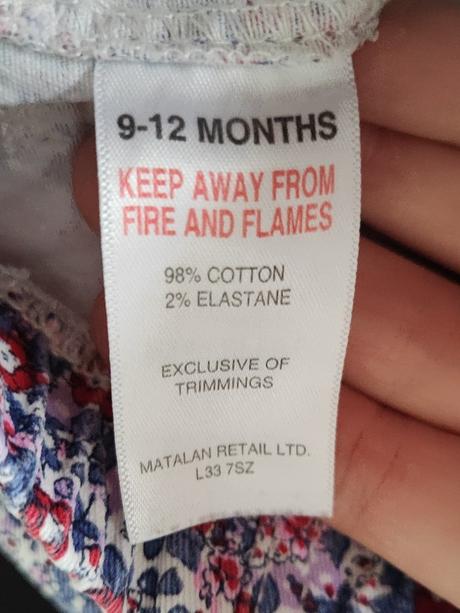 9-12 MONTHS
KEEP AWAY FROM
FIRE AND FLAMES
98% COTTON
2% ELASTANE
EXCLUSIVE OF
TRIMMINGS
MATALAN RETAIL LTD.
L33 7SZ